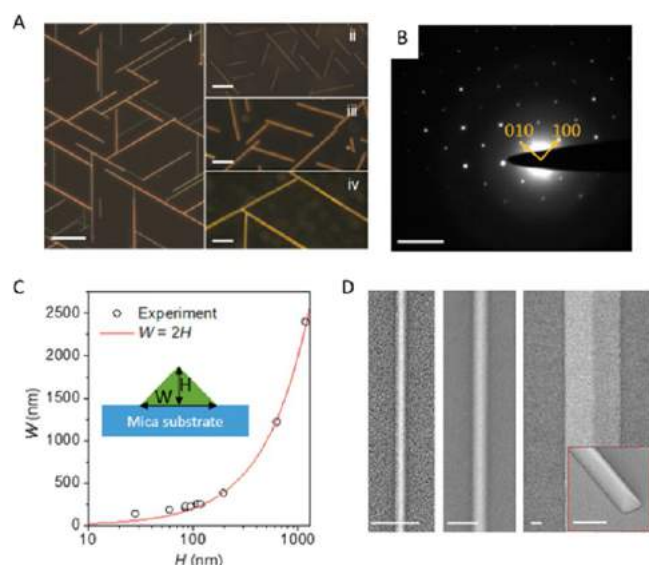 A
i
ii
iii
iv
B
010 100
C
2500
2000
1500
1000
500
0
W (nm)
Experiment
W = 2H
H
W
Mica substrate
10 100 1000
H (nm)
D